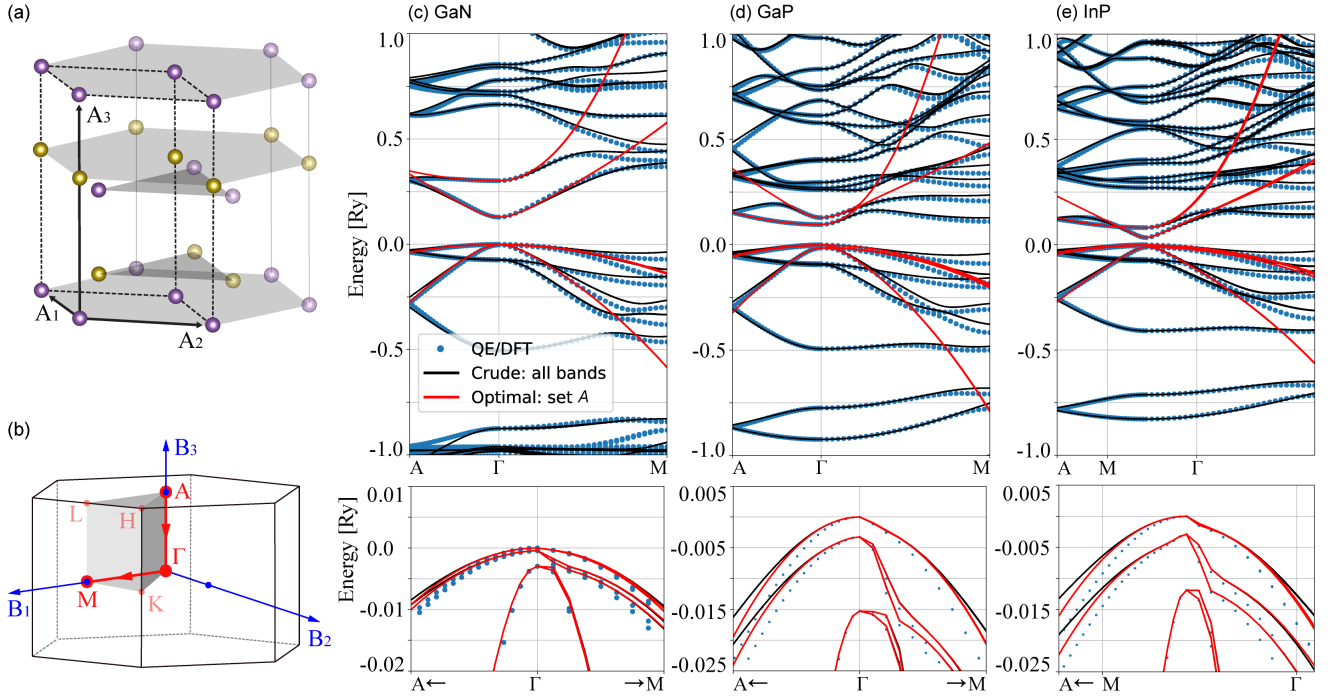 (a)
A₃
A₁
A₂
(b)
B₃
A
L
H
Γ
M
K
B₁
B₂
(c) GaN
1.0
0.5
0.0
-0.5
-1.0
Energy [Ry]
QE/DFT
Crude: all bands
Optimal: set A
A Γ M
0.01
0.0
-0.01
-0.02
Energy [Ry]
A← Γ →M
(d) GaP
1.0
0.5
0.0
-0.5
-1.0
A Γ M
0.005
-0.005
-0.015
-0.025
A← Γ →M
(e) InP
1.0
0.5
0.0
-0.5
-1.0
A M Γ
0.005
-0.005
-0.015
-0.025
A← M Γ